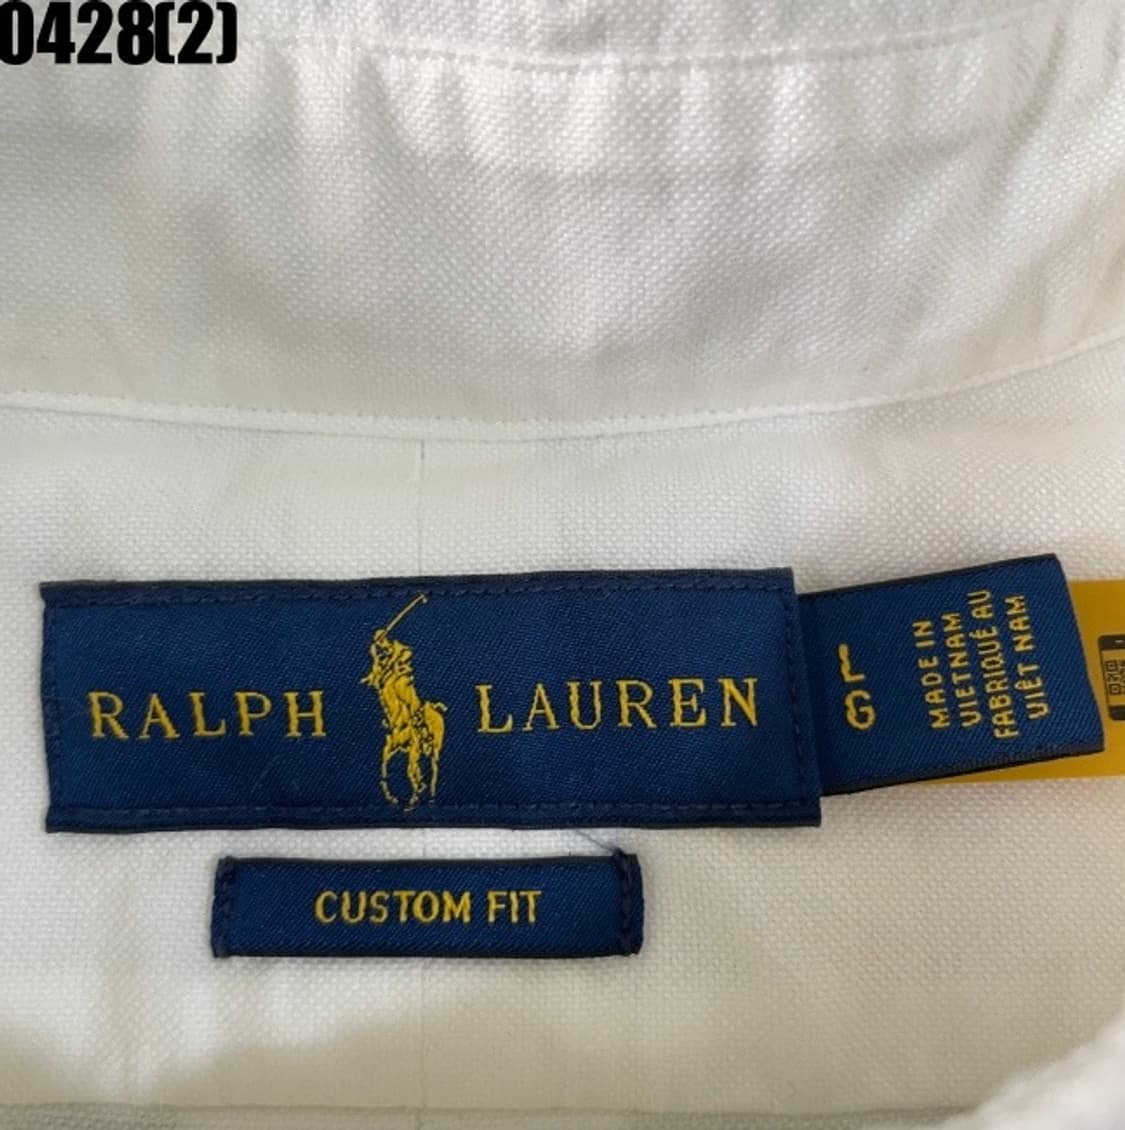 0428(2)
RALPH LAUREN
L
G
MADE IN
VIETNAM
FABRIQUÉ AU
VIÊT NAM
CUSTOM FIT